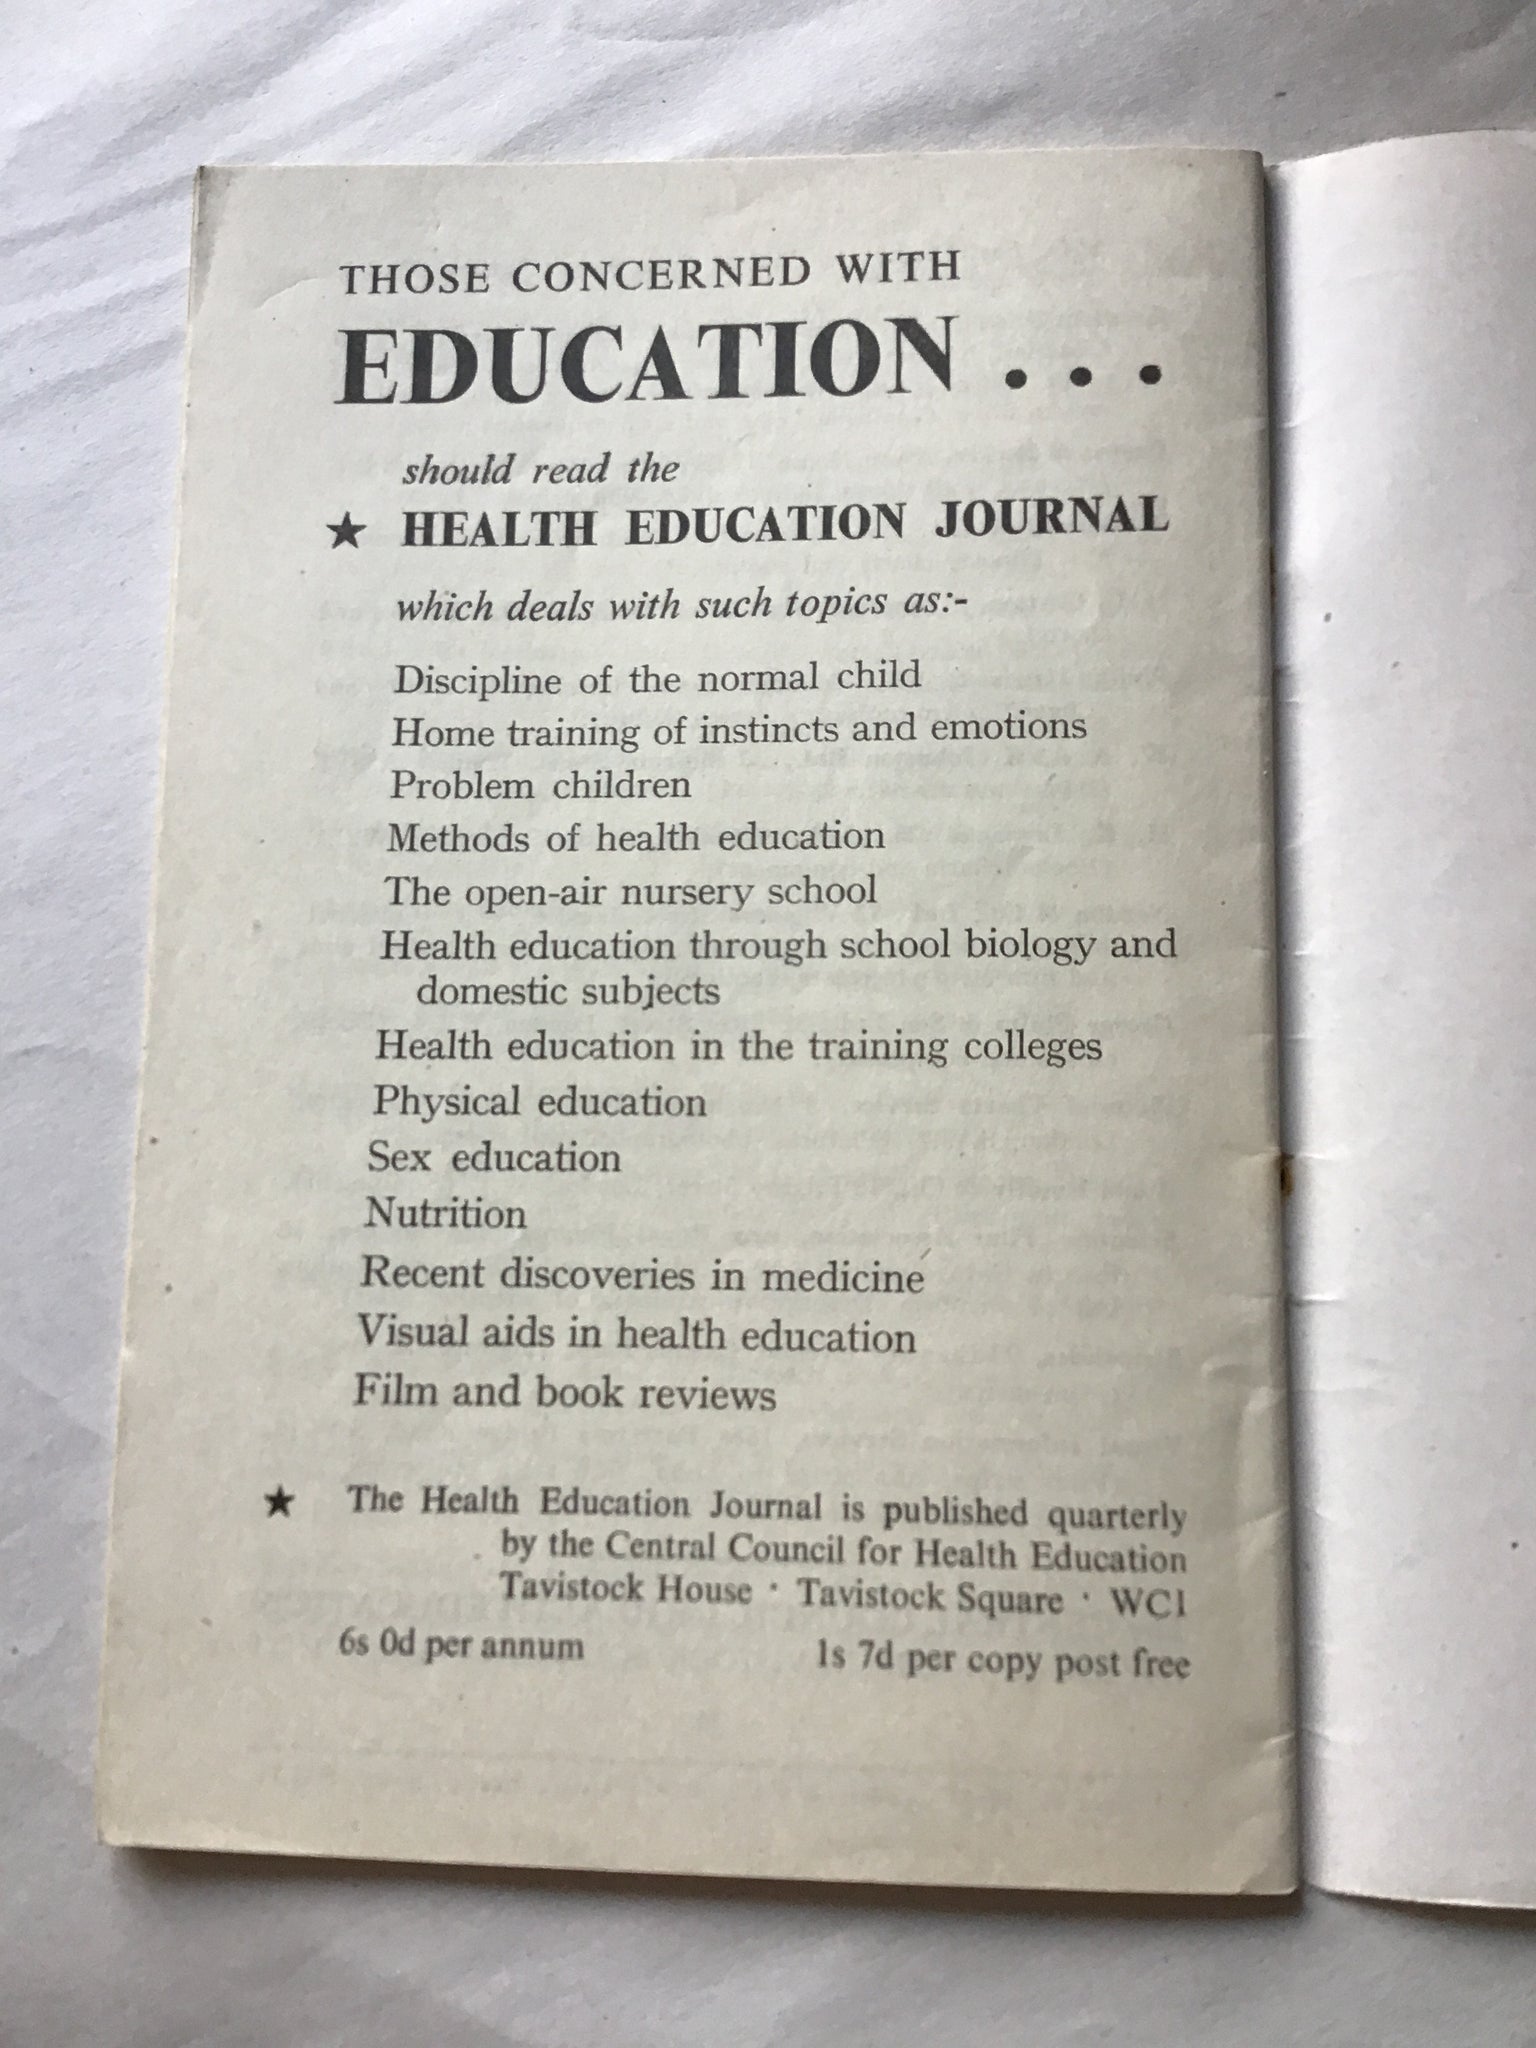 THOSE CONCERNED WITH
EDUCATION . . .
should read the
★ HEALTH EDUCATION JOURNAL
which deals with such topics as:-
Discipline of the normal child
Home training of instincts and emotions
Problem children
Methods of health education
The open-air nursery school
Health education through school biology and
domestic subjects
Health education in the training colleges
Physical education
Sex education
Nutrition
Recent discoveries in medicine
Visual aids in health education
Film and book reviews
★ The Health Education Journal is published quarterly
by the Central Council for Health Education
Tavistock House · Tavistock Square · WC1
6s 0d per annum 1s 7d per copy post free